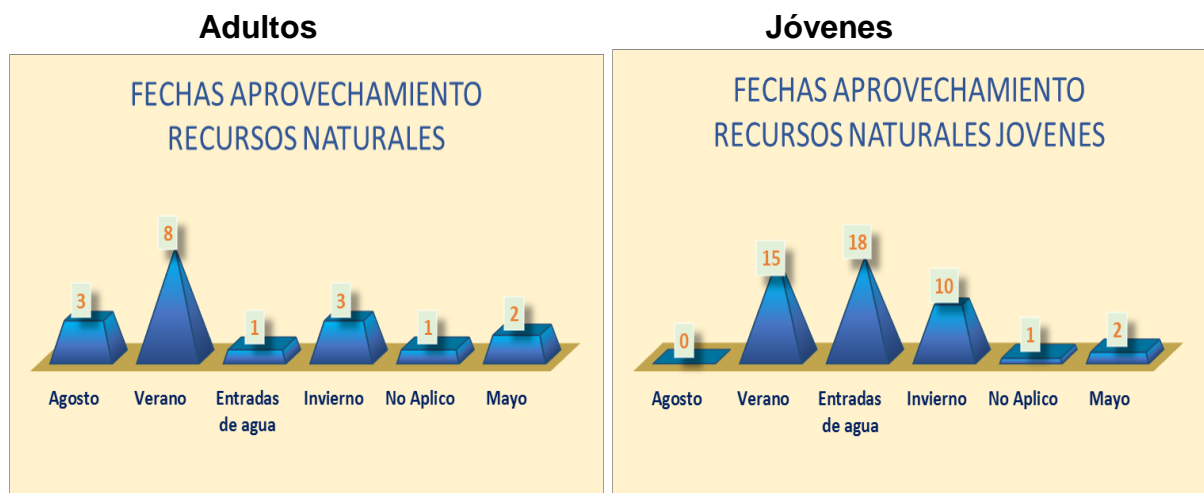 Adultos
FECHAS APROVECHAMIENTO
RECURSOS NATURALES
8
3
3
2
1
1
Agosto
Verano
Entradas
de agua
Invierno
No Aplico
Mayo
Jóvenes
FECHAS APROVECHAMIENTO
RECURSOS NATURALES JOVENES
18
15
10
2
1
0
Agosto
Verano
Entradas
de agua
Invierno
No Aplico
Mayo